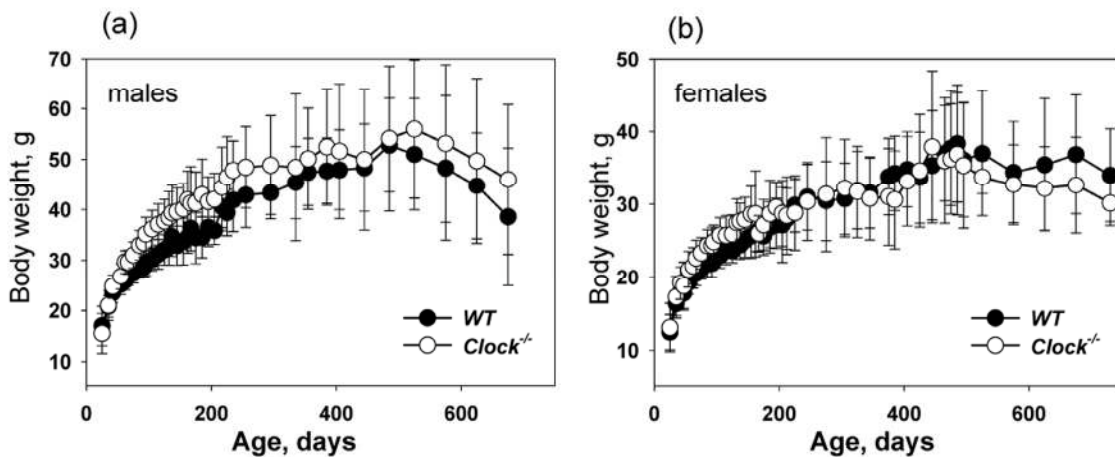 (a)
Body weight, g
70
60
50
40
30
20
10
males
WT
Clock-/-
0 200 400 600
Age, days
(b)
Body weight, g
50
40
30
20
10
females
WT
Clock-/-
0 200 400 600
Age, days